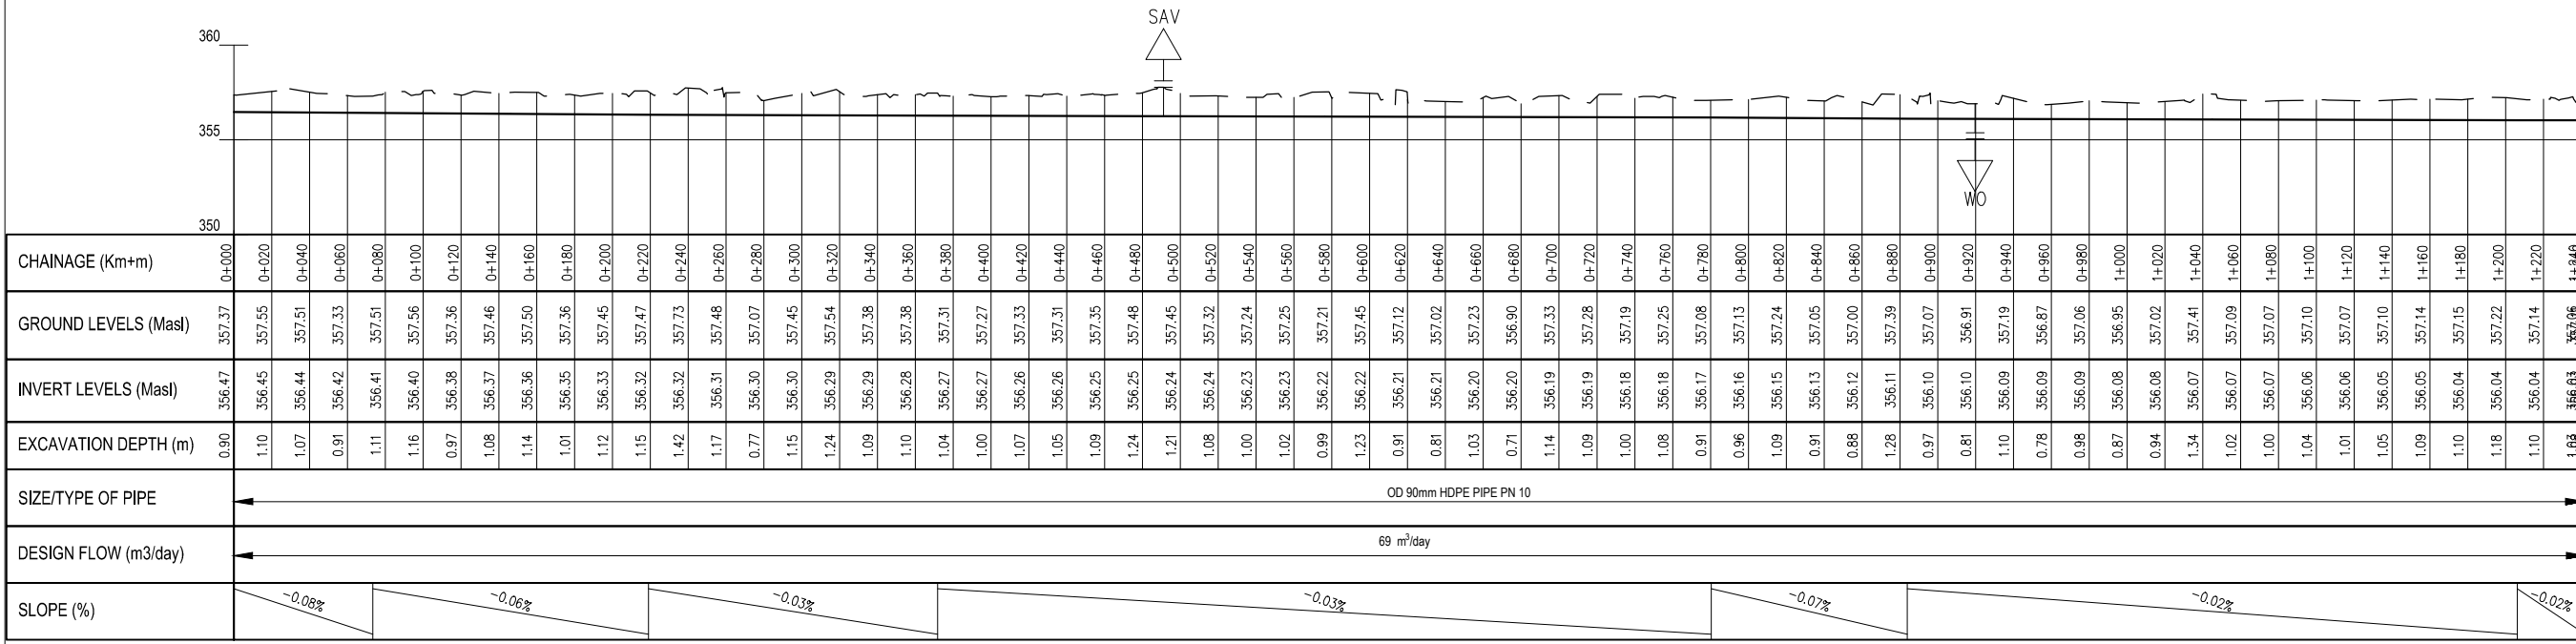 SAV
360
355
350
WO
CHAINAGE (Km+m) 0+000 0+020 0+040 0+060 0+080 0+100 0+120 0+140 0+160 0+180 0+200 0+220 0+240 0+260 0+280 0+300 0+320 0+340 0+360 0+380 0+400 0+420 0+440 0+460 0+480 0+500 0+520 0+540 0+560 0+580 0+600 0+620 0+640 0+660 0+680 0+700 0+720 0+740 0+760 0+780 0+800 0+820 0+840 0+860 0+880 0+900 0+920 0+940 0+960 0+980 1+000 1+020 1+040 1+060 1+080 1+100 1+120 1+140 1+160 1+180 1+200 1+220
GROUND LEVELS (Masl) 357.37 357.55 357.51 357.33 357.51 357.56 357.36 357.46 357.50 357.36 357.45 357.47 357.73 357.48 357.07 357.45 357.54 357.38 357.38 357.31 357.27 357.33 357.31 357.35 357.48 357.45 357.32 357.24 357.25 357.21 357.45 357.12 357.02 357.23 356.90 357.33 357.28 357.19 357.25 357.08 357.13 357.24 357.05 357.00 357.39 357.07 356.91 357.19 356.87 357.06 356.95 357.02 357.41 357.09 357.07 357.10 357.07 357.10 357.14 357.15 357.22 357.14
INVERT LEVELS (Masl) 356.47 356.45 356.44 356.42 356.41 356.40 356.38 356.37 356.36 356.35 356.33 356.32 356.32 356.31 356.30 356.30 356.29 356.29 356.28 356.27 356.27 356.26 356.26 356.25 356.25 356.24 356.24 356.23 356.23 356.22 356.22 356.21 356.21 356.20 356.20 356.19 356.19 356.18 356.18 356.17 356.16 356.15 356.13 356.12 356.11 356.10 356.10 356.09 356.09 356.09 356.08 356.08 356.07 356.07 356.07 356.06 356.06 356.05 356.05 356.04 356.04 356.04
EXCAVATION DEPTH (m) 0.90 1.10 1.07 0.91 1.11 1.16 0.97 1.08 1.14 1.01 1.12 1.15 1.42 1.17 0.77 1.15 1.24 1.09 1.10 1.04 1.00 1.07 1.05 1.09 1.24 1.21 1.08 1.00 1.02 0.99 1.23 0.91 0.81 1.03 0.71 1.14 1.09 1.00 1.08 0.91 0.96 1.09 0.91 0.88 1.28 0.97 0.81 1.10 0.78 0.98 0.87 0.94 1.34 1.02 1.00 1.04 1.01 1.05 1.09 1.10 1.18 1.10
SIZE/TYPE OF PIPE OD 90mm HDPE PIPE PN 10
DESIGN FLOW (m3/day) 69 m³/day
SLOPE (%) -0.08% -0.06% -0.03% -0.03% -0.07% -0.02% -0.02%